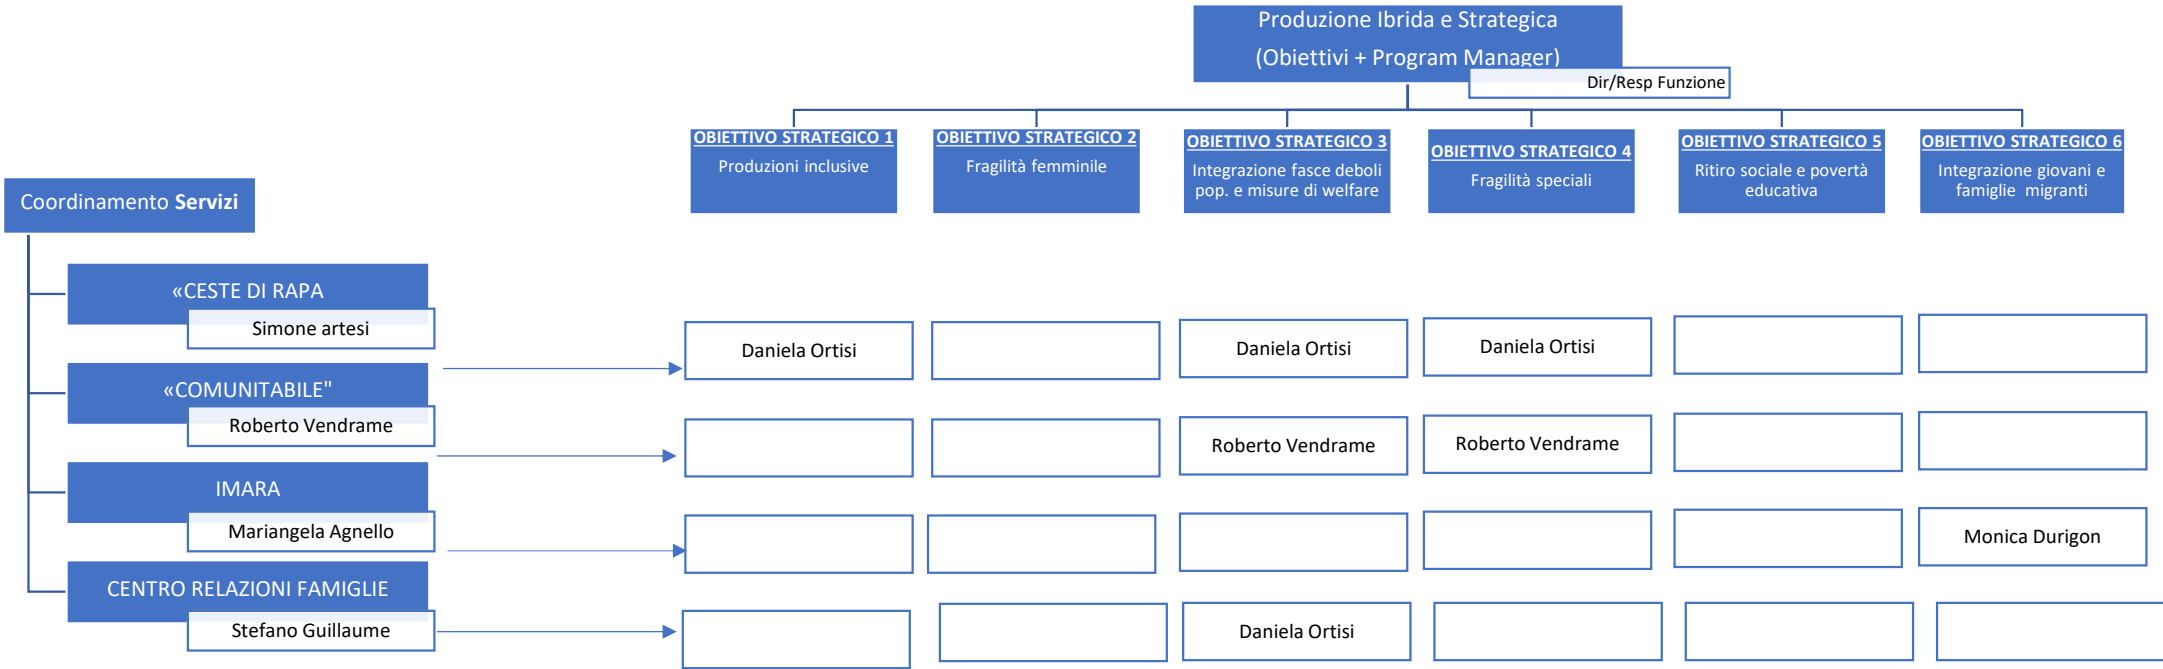 Produzione Ibrida e Strategica
(Obiettivi + Program Manager)
Dir/Resp Funzione
OBIETTIVO STRATEGICO 1
Produzioni inclusive
OBIETTIVO STRATEGICO 2
Fragilità femminile
OBIETTIVO STRATEGICO 3
Integrazione fasce deboli
pop. e misure di welfare
OBIETTIVO STRATEGICO 4
Fragilità speciali
OBIETTIVO STRATEGICO 5
Ritiro sociale e povertà
educativa
OBIETTIVO STRATEGICO 6
Integrazione giovani e
famiglie migranti
Coordinamento Servizi
«CESTE DI RAPA
Simone artesi
Daniela Ortisi
Daniela Ortisi
Daniela Ortisi
«COMUNITABILE"
Roberto Vendrame
Roberto Vendrame
Roberto Vendrame
IMARA
Mariangela Agnello
Monica Durigon
CENTRO RELAZIONI FAMIGLIE
Stefano Guillaume
Daniela Ortisi